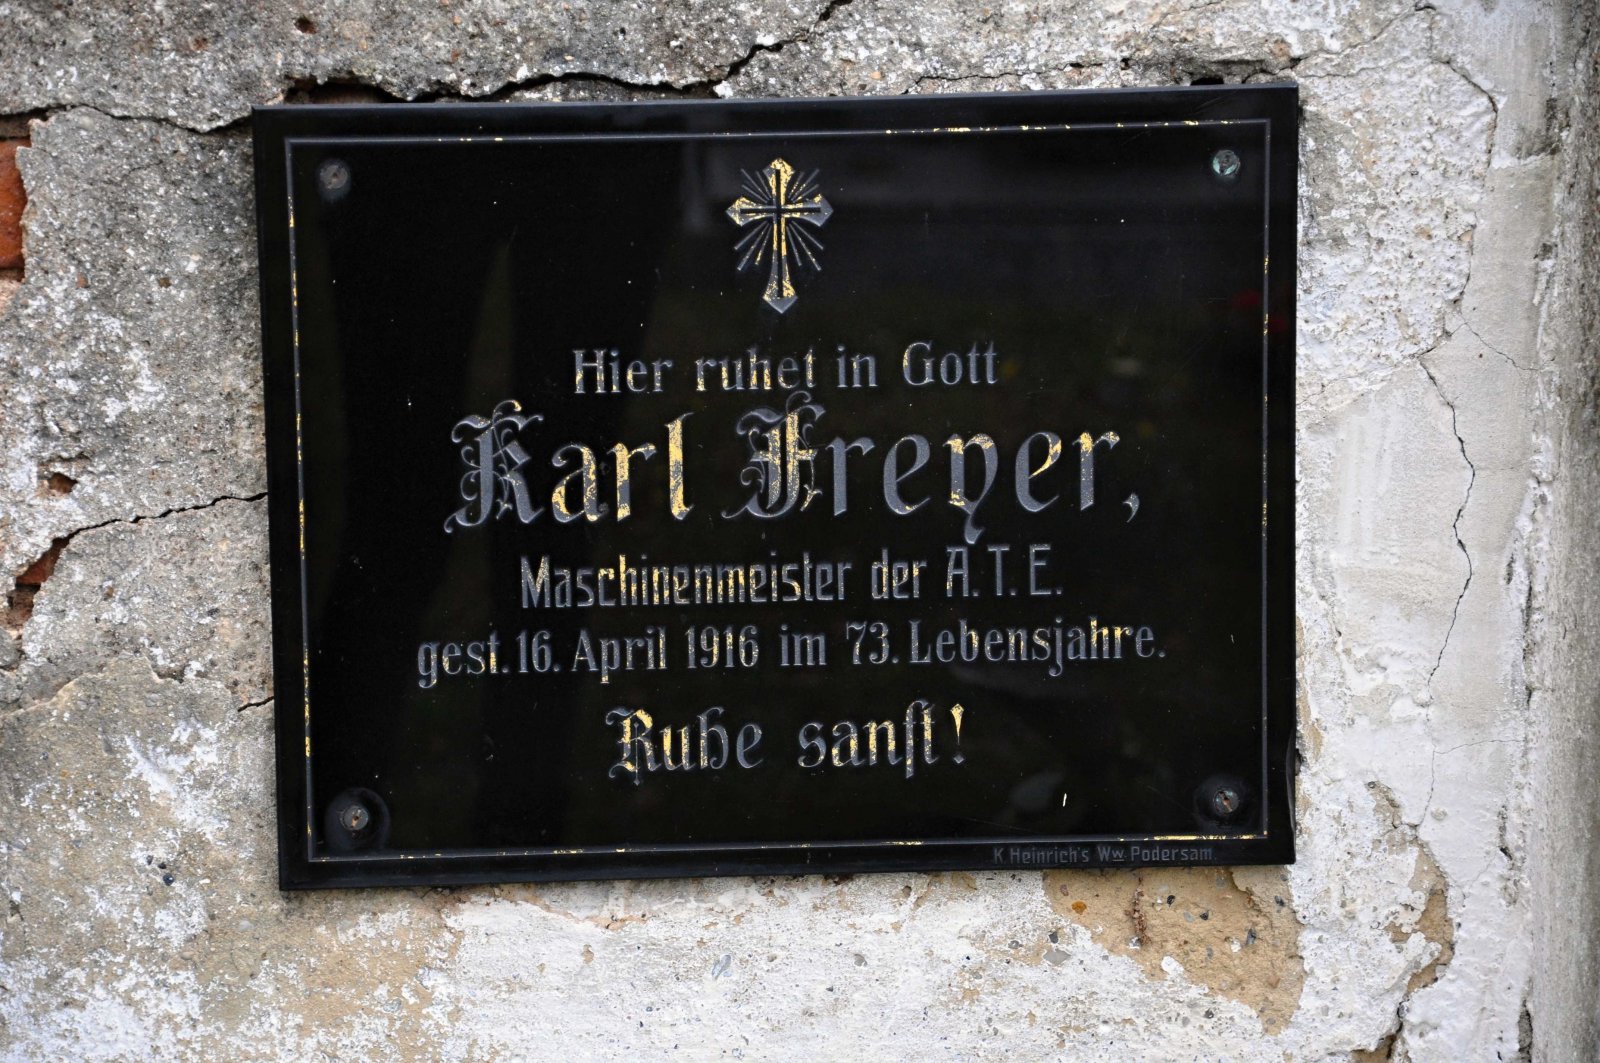 Hier ruhet in Gott
Karl Freyer,
Maschinenmeister der A.T.E.
gest. 16. April 1916 im 73. Lebensjahre.
Ruhe sanft!
K. Heinrich's Ww. Podersam.